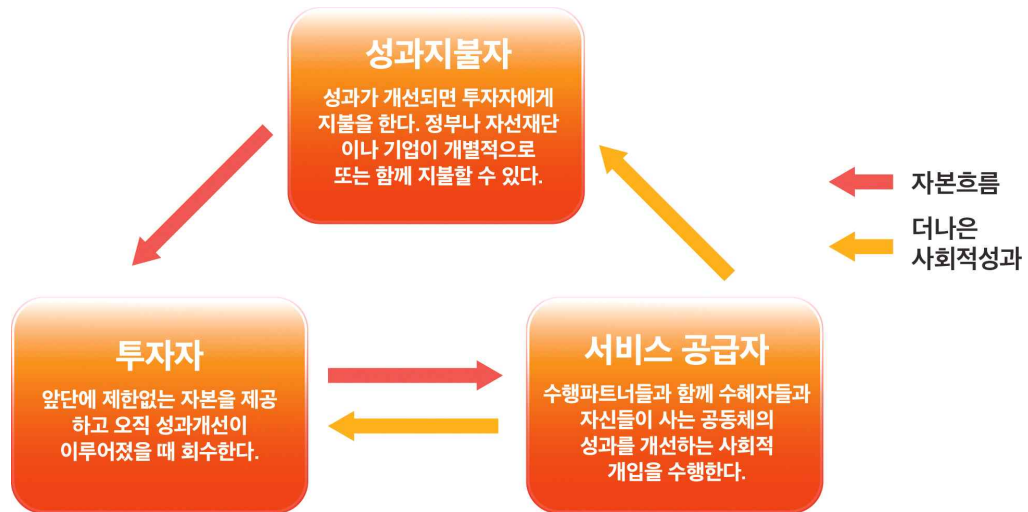 성과지불자
성과가 개선되면 투자자에게
지불을 한다. 정부나 자선재단
이나 기업이 개별적으로
또는 함께 지불할 수 있다.
자본흐름
더나은
사회적성과
투자자
앞단에 제한없는 자본을 제공
하고 오직 성과개선이
이루어졌을 때 회수한다.
서비스 공급자
수행파트너들과 함께 수혜자들과
자신들이 사는 공동체의
성과를 개선하는 사회적
개입을 수행한다.